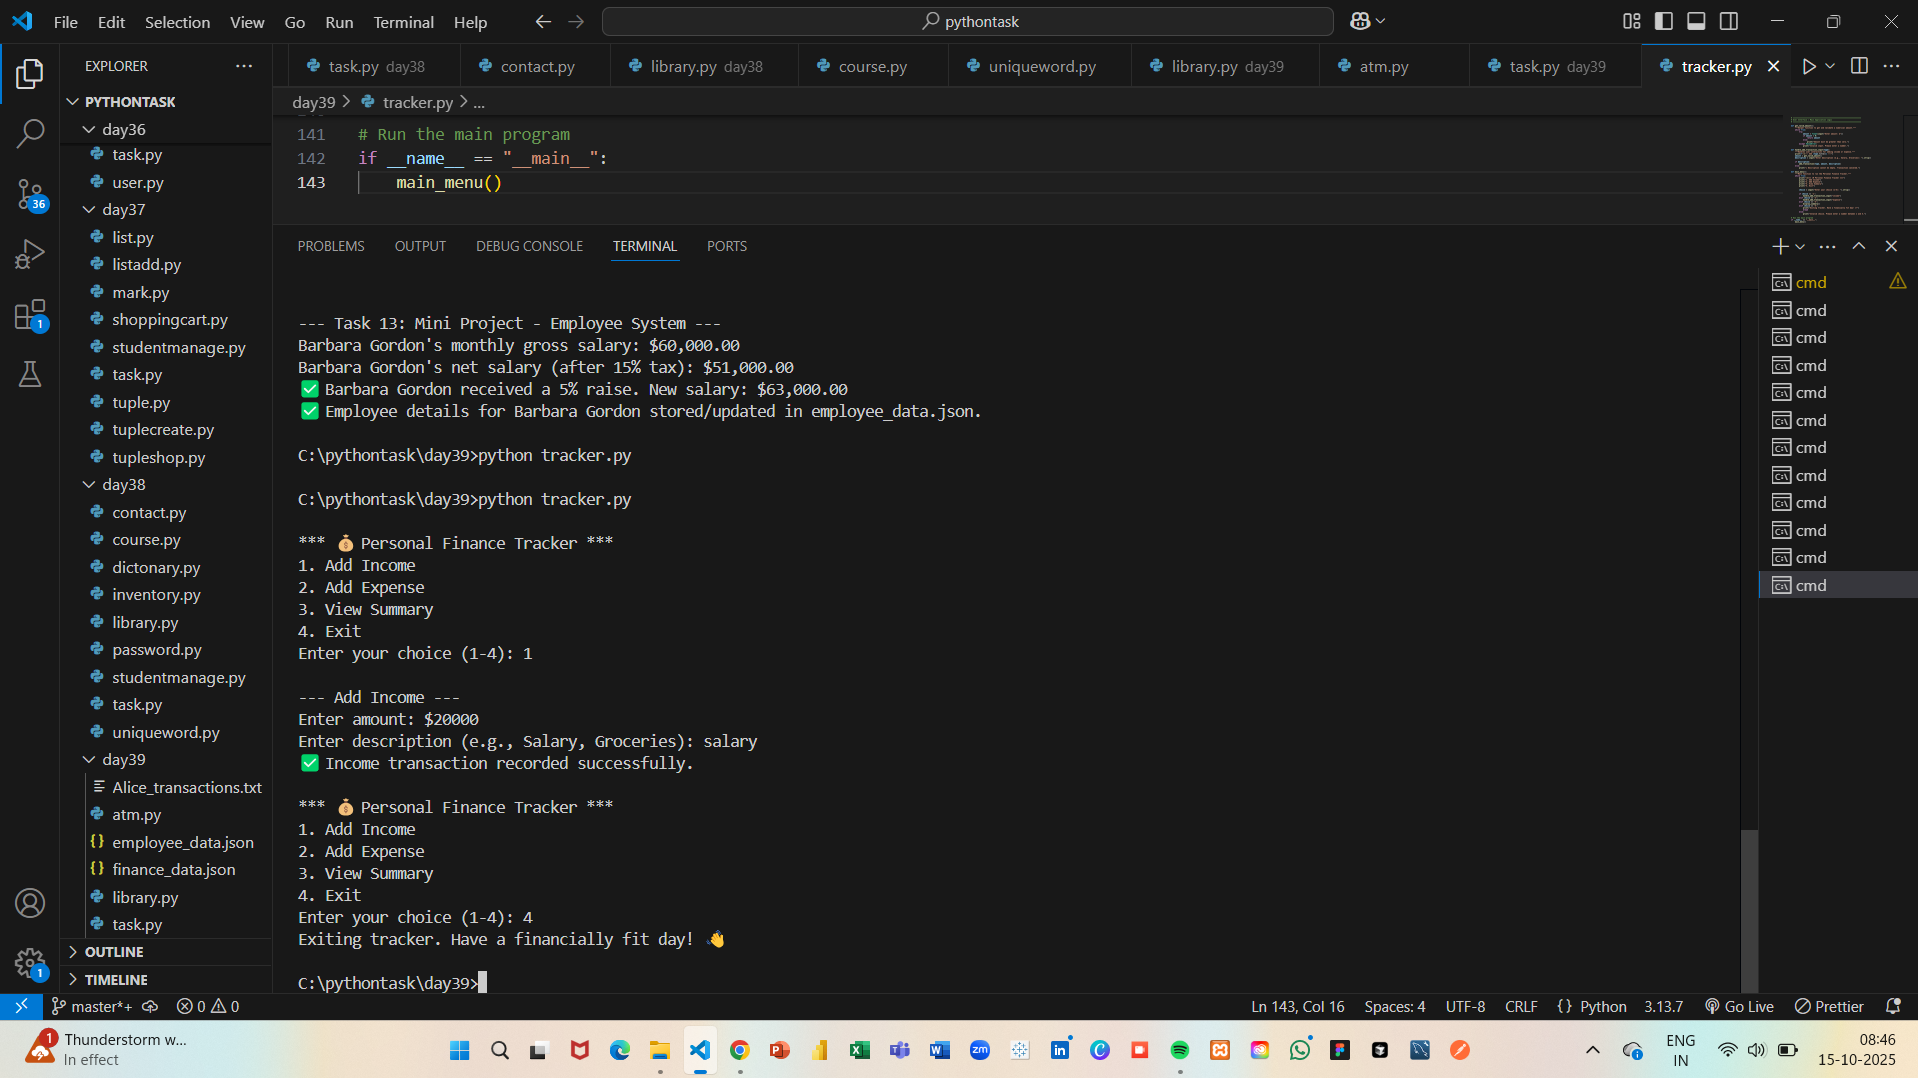 File Edit Selection View Go Run Terminal Help
pythontask
EXPLORER
PYTHONTASK
day36
task.py
user.py
day37
list.py
listadd.py
mark.py
shoppingcart.py
studentmanage.py
task.py
tuple.py
tuplecreate.py
tupleshop.py
day38
contact.py
course.py
dictonary.py
inventory.py
library.py
password.py
studentmanage.py
task.py
uniqueword.py
day39
Alice_transactions.txt
atm.py
employee_data.json
finance_data.json
library.py
task.py
OUTLINE
TIMELINE
36
1
1
task.py day38
contact.py
library.py day38
course.py
uniqueword.py
library.py day39
atm.py
task.py day39
tracker.py
day39 > tracker.py > ...
141 # Run the main program
142 if __name__ == "__main__":
143 main_menu()
PROBLEMS OUTPUT DEBUG CONSOLE TERMINAL PORTS
--- Task 13: Mini Project - Employee System ---
Barbara Gordon's monthly gross salary: $60,000.00
Barbara Gordon's net salary (after 15% tax): $51,000.00
✅ Barbara Gordon received a 5% raise. New salary: $63,000.00
✅ Employee details for Barbara Gordon stored/updated in employee_data.json.
C:\pythontask\day39>python tracker.py
C:\pythontask\day39>python tracker.py
*** 💰 Personal Finance Tracker ***
1. Add Income
2. Add Expense
3. View Summary
4. Exit
Enter your choice (1-4): 1
--- Add Income ---
Enter amount: $20000
Enter description (e.g., Salary, Groceries): salary
✅ Income transaction recorded successfully.
*** 💰 Personal Finance Tracker ***
1. Add Income
2. Add Expense
3. View Summary
4. Exit
Enter your choice (1-4): 4
Exiting tracker. Have a financially fit day! 👋
C:\pythontask\day39>
cmd
cmd
cmd
cmd
cmd
cmd
cmd
cmd
cmd
cmd
cmd
cmd
master*+ 0 0
Ln 143, Col 16 Spaces: 4 UTF-8 CRLF {} Python 3.13.7 Go Live Prettier
1
Thunderstorm w...
In effect
ENG
IN
08:46
15-10-2025